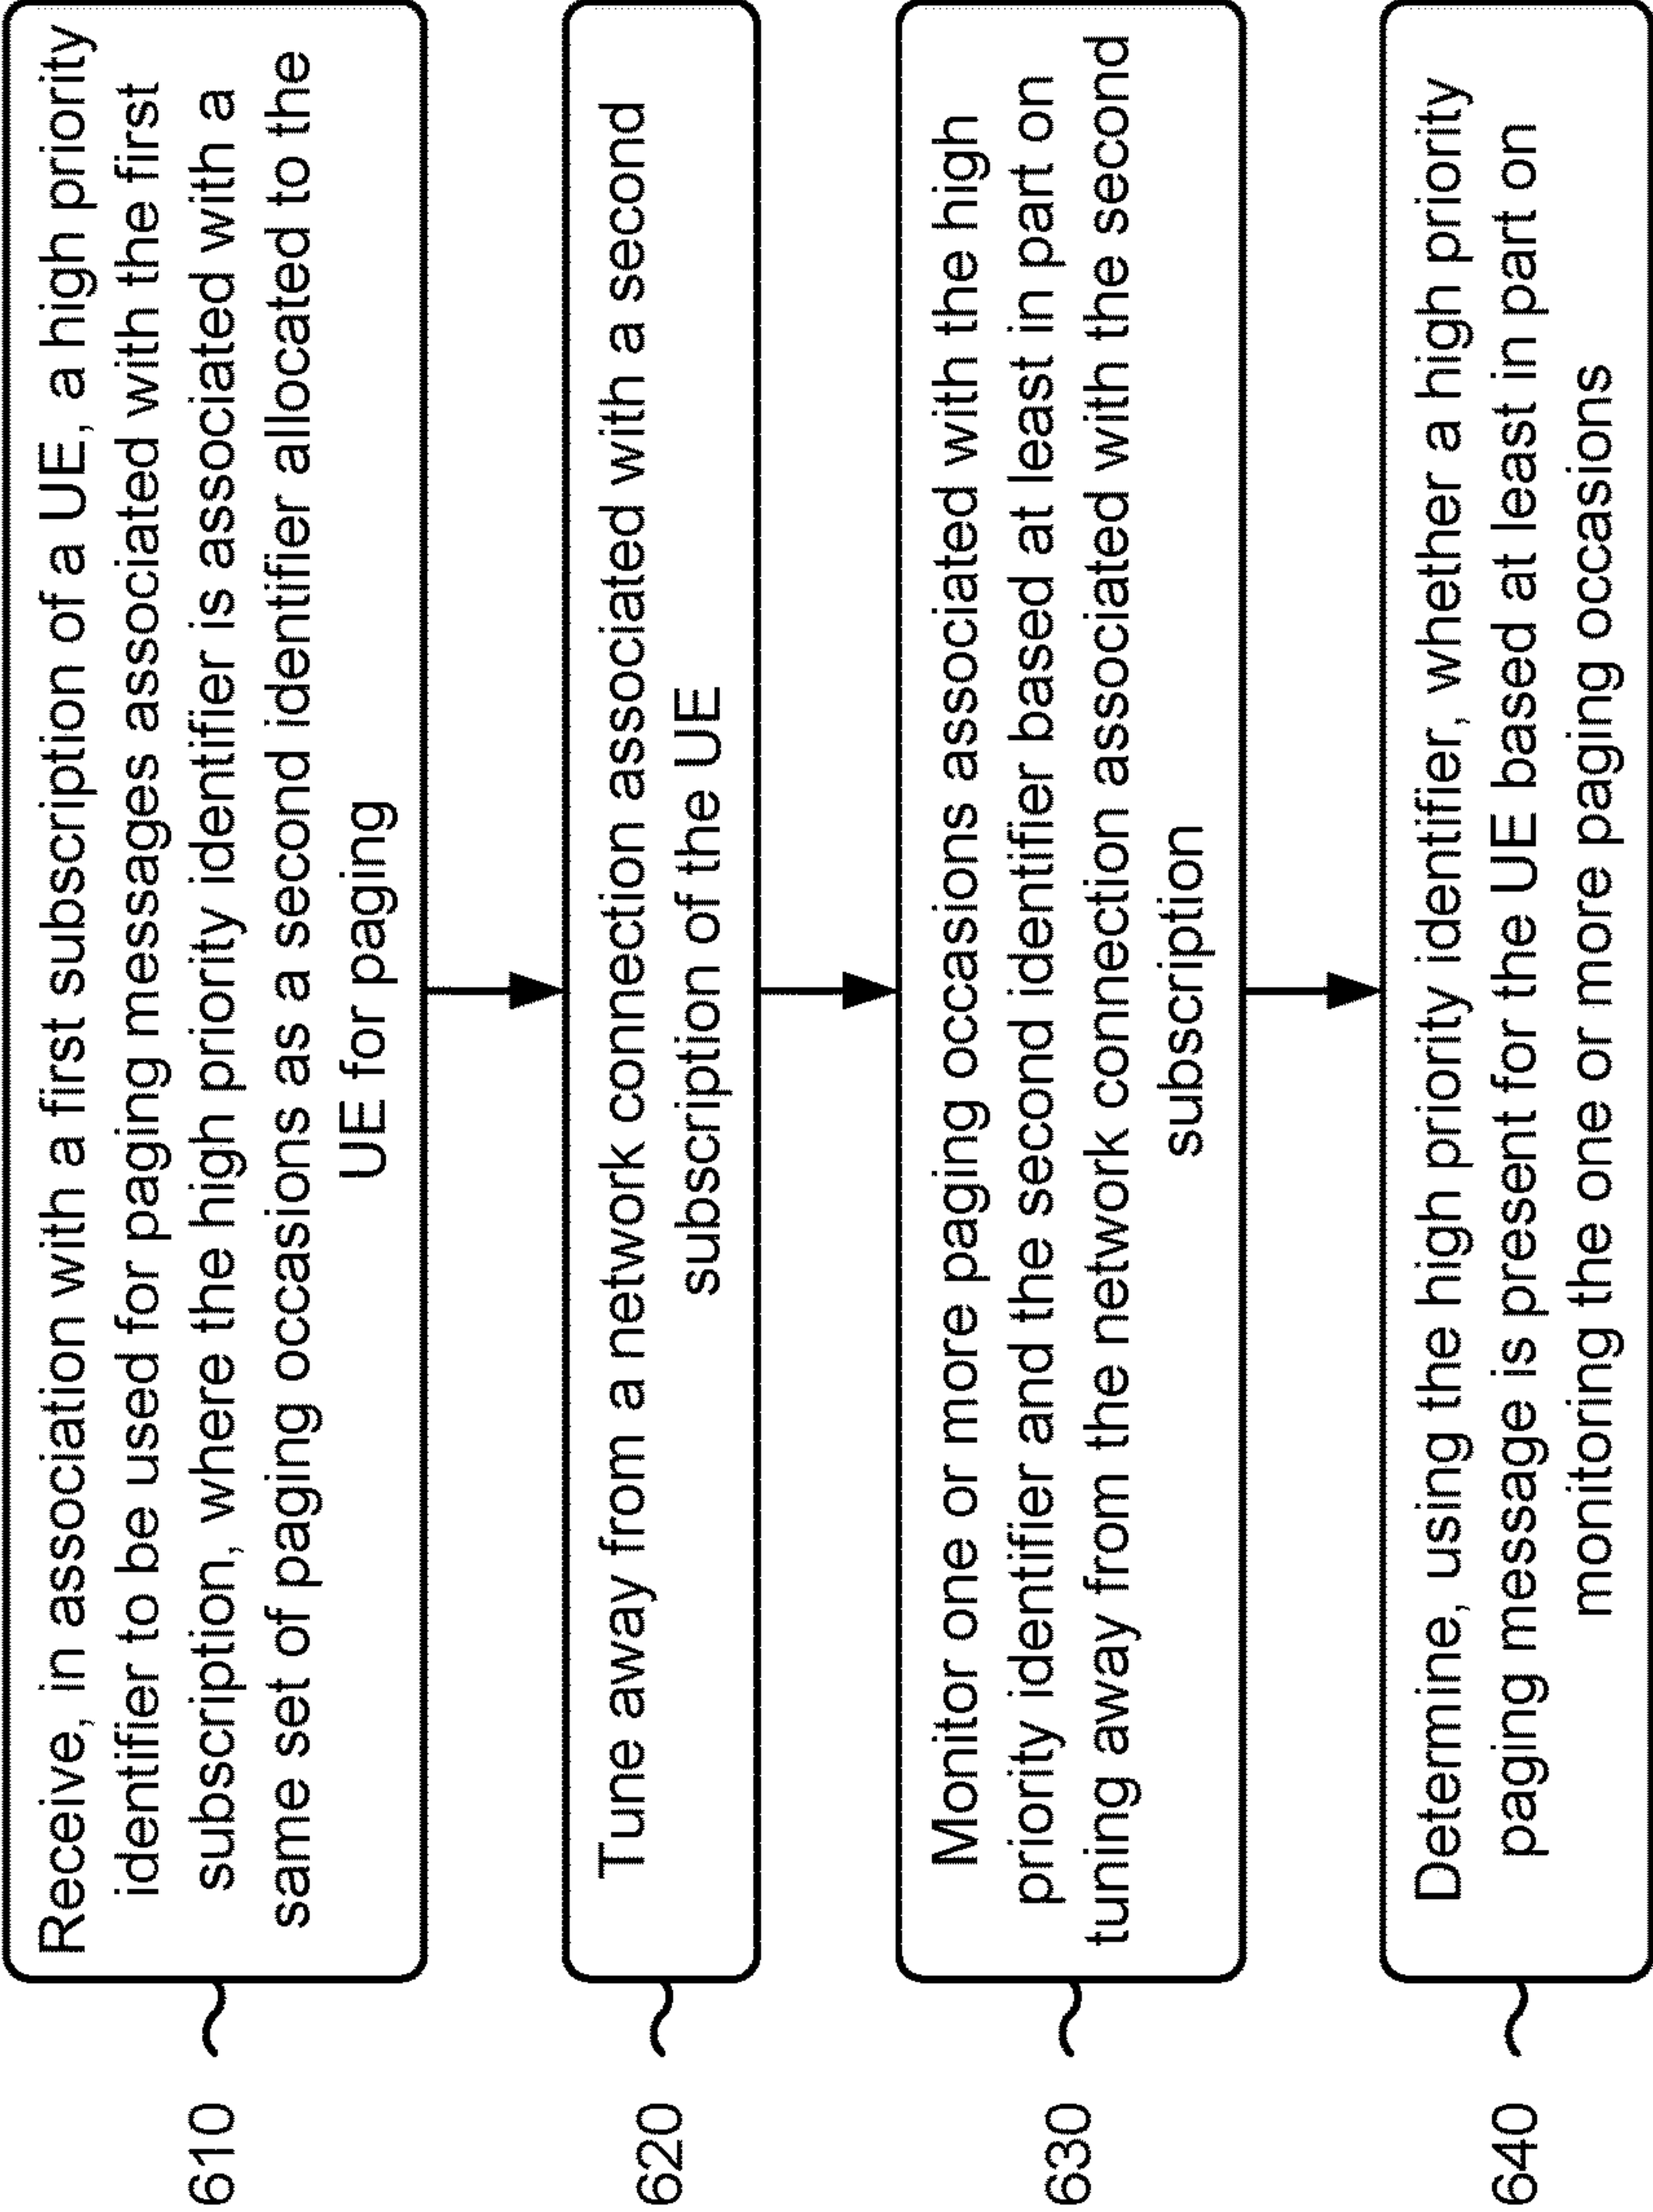 610
Receive, in association with a first subscription of a UE, a high priority
identifier to be used for paging messages associated with the first
subscription, where the high priority identifier is associated with a
same set of paging occasions as a second identifier allocated to the
UE for paging
620
Tune away from a network connection associated with a second
subscription of the UE
630
Monitor one or more paging occasions associated with the high
priority identifier and the second identifier based at least in part on
tuning away from the network connection associated with the second
subscription
640
Determine, using the high priority identifier, whether a high priority
paging message is present for the UE based at least in part on
monitoring the one or more paging occasions